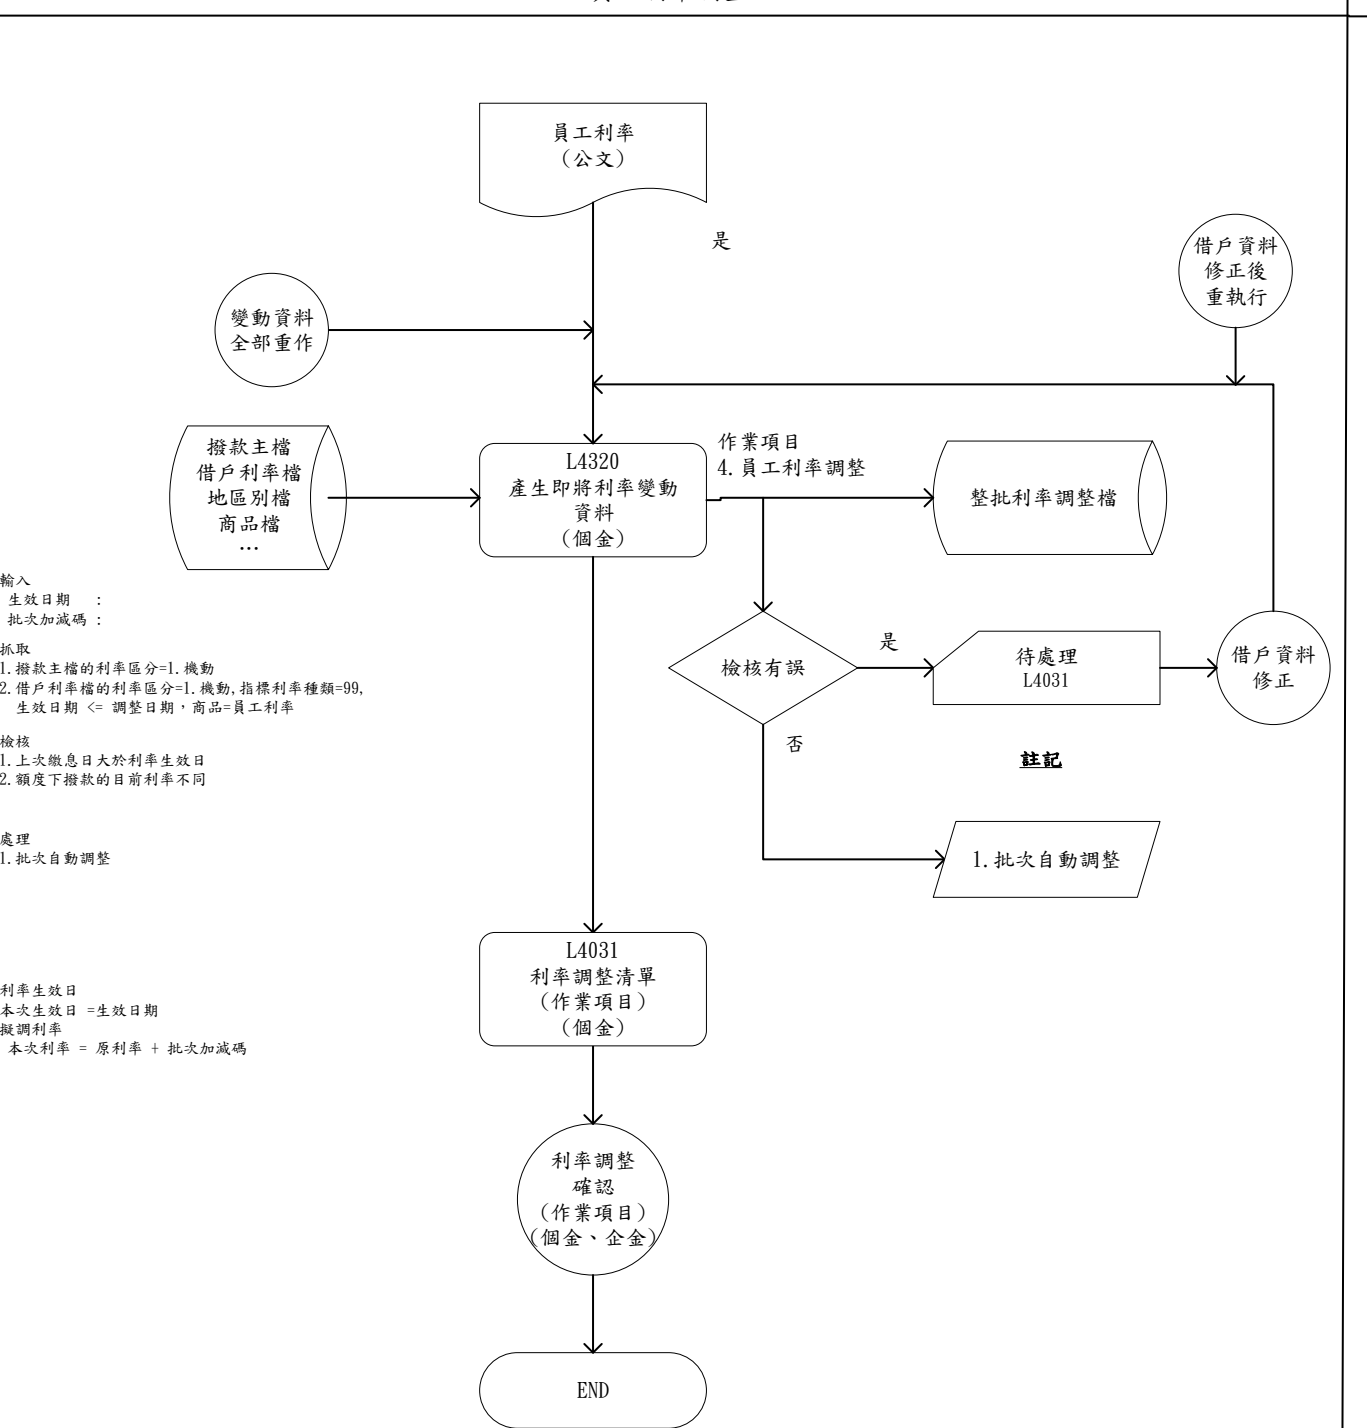 員工利率
(公文)
是
借戶資料
修正後
重執行
變動資料
全部重作
撥款主檔
借戶利率檔
地區別檔
商品檔
...
L4320
產生即將利率變動
資料
(個金)
作業項目
4.員工利率調整
整批利率調整檔
輸入
生效日期 :
批次加減碼 :
抓取
1.撥款主檔的利率區分=1.機動
2.借戶利率檔的利率區分=1.機動,指標利率種類=99,
生效日期 <= 調整日期，商品=員工利率
檢核
1.上次繳息日大於利率生效日
2.額度下撥款的目前利率不同
處理
1.批次自動調整
檢核有誤
是
待處理
L4031
借戶資料
修正
否
註記
1.批次自動調整
L4031
利率調整清單
(作業項目)
(個金)
利率生效日
本次生效日 =生效日期
擬調利率
本次利率 = 原利率 + 批次加減碼
利率調整
確認
(作業項目)
(個金、企金)
END